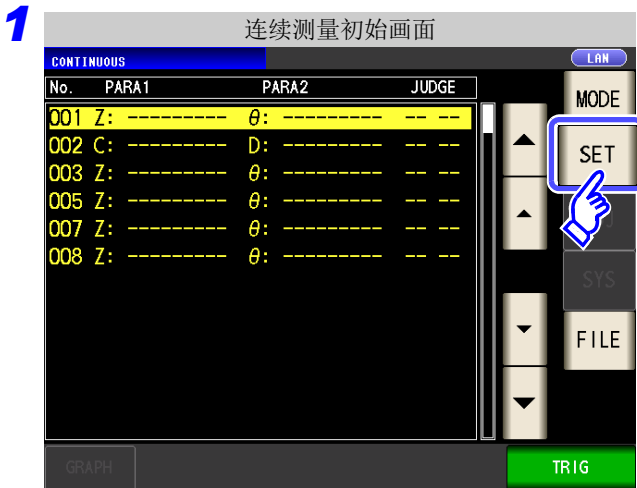 1
连续测量初始画面
CONTINUOUS
LAN
No. PARA1 PARA2 JUDGE
001 Z: --------- θ: --------- -- --
002 C: --------- D: --------- -- --
003 Z: --------- θ: --------- -- --
005 Z: --------- θ: --------- -- --
007 Z: --------- θ: --------- -- --
008 Z: --------- θ: --------- -- --
MODE
SET
SYS
FILE
GRAPH
TRIG